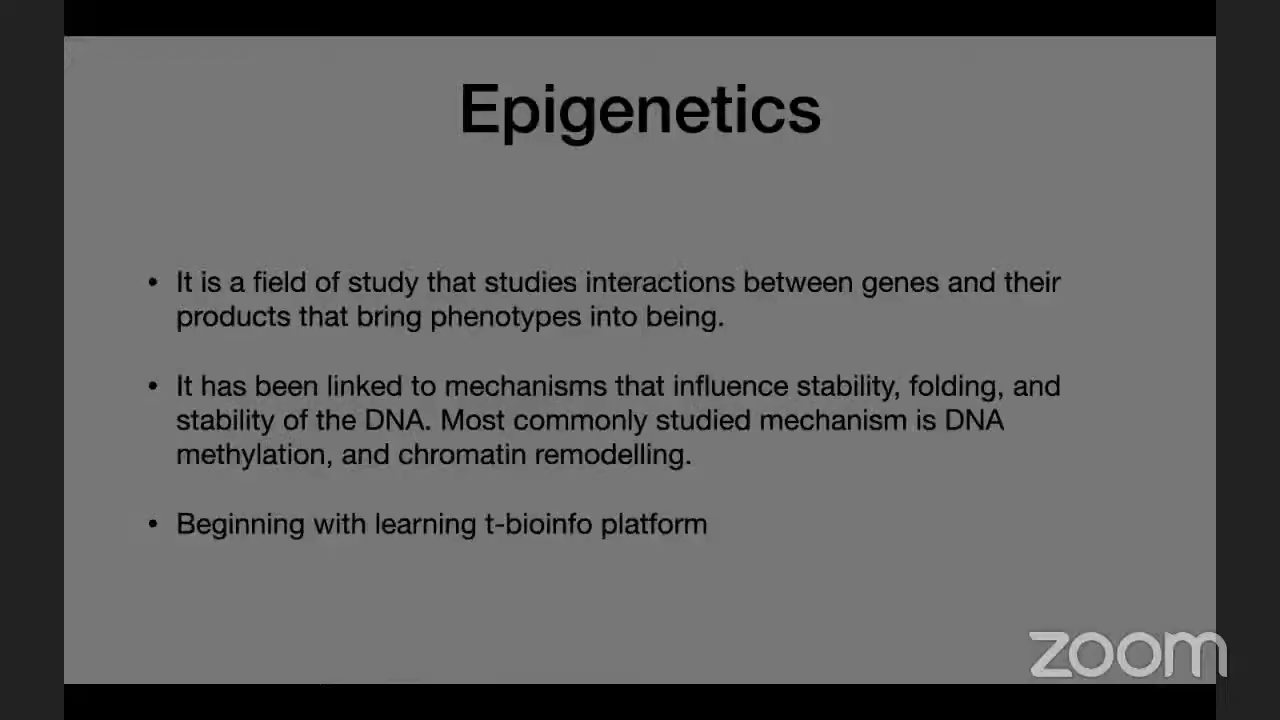 Epigenetics
• It is a field of study that studies interactions between genes and their
products that bring phenotypes into being.
• It has been linked to mechanisms that influence stability, folding, and
stability of the DNA. Most commonly studied mechanism is DNA
methylation, and chromatin remodelling.
• Beginning with learning t-bioinfo platform
zoom